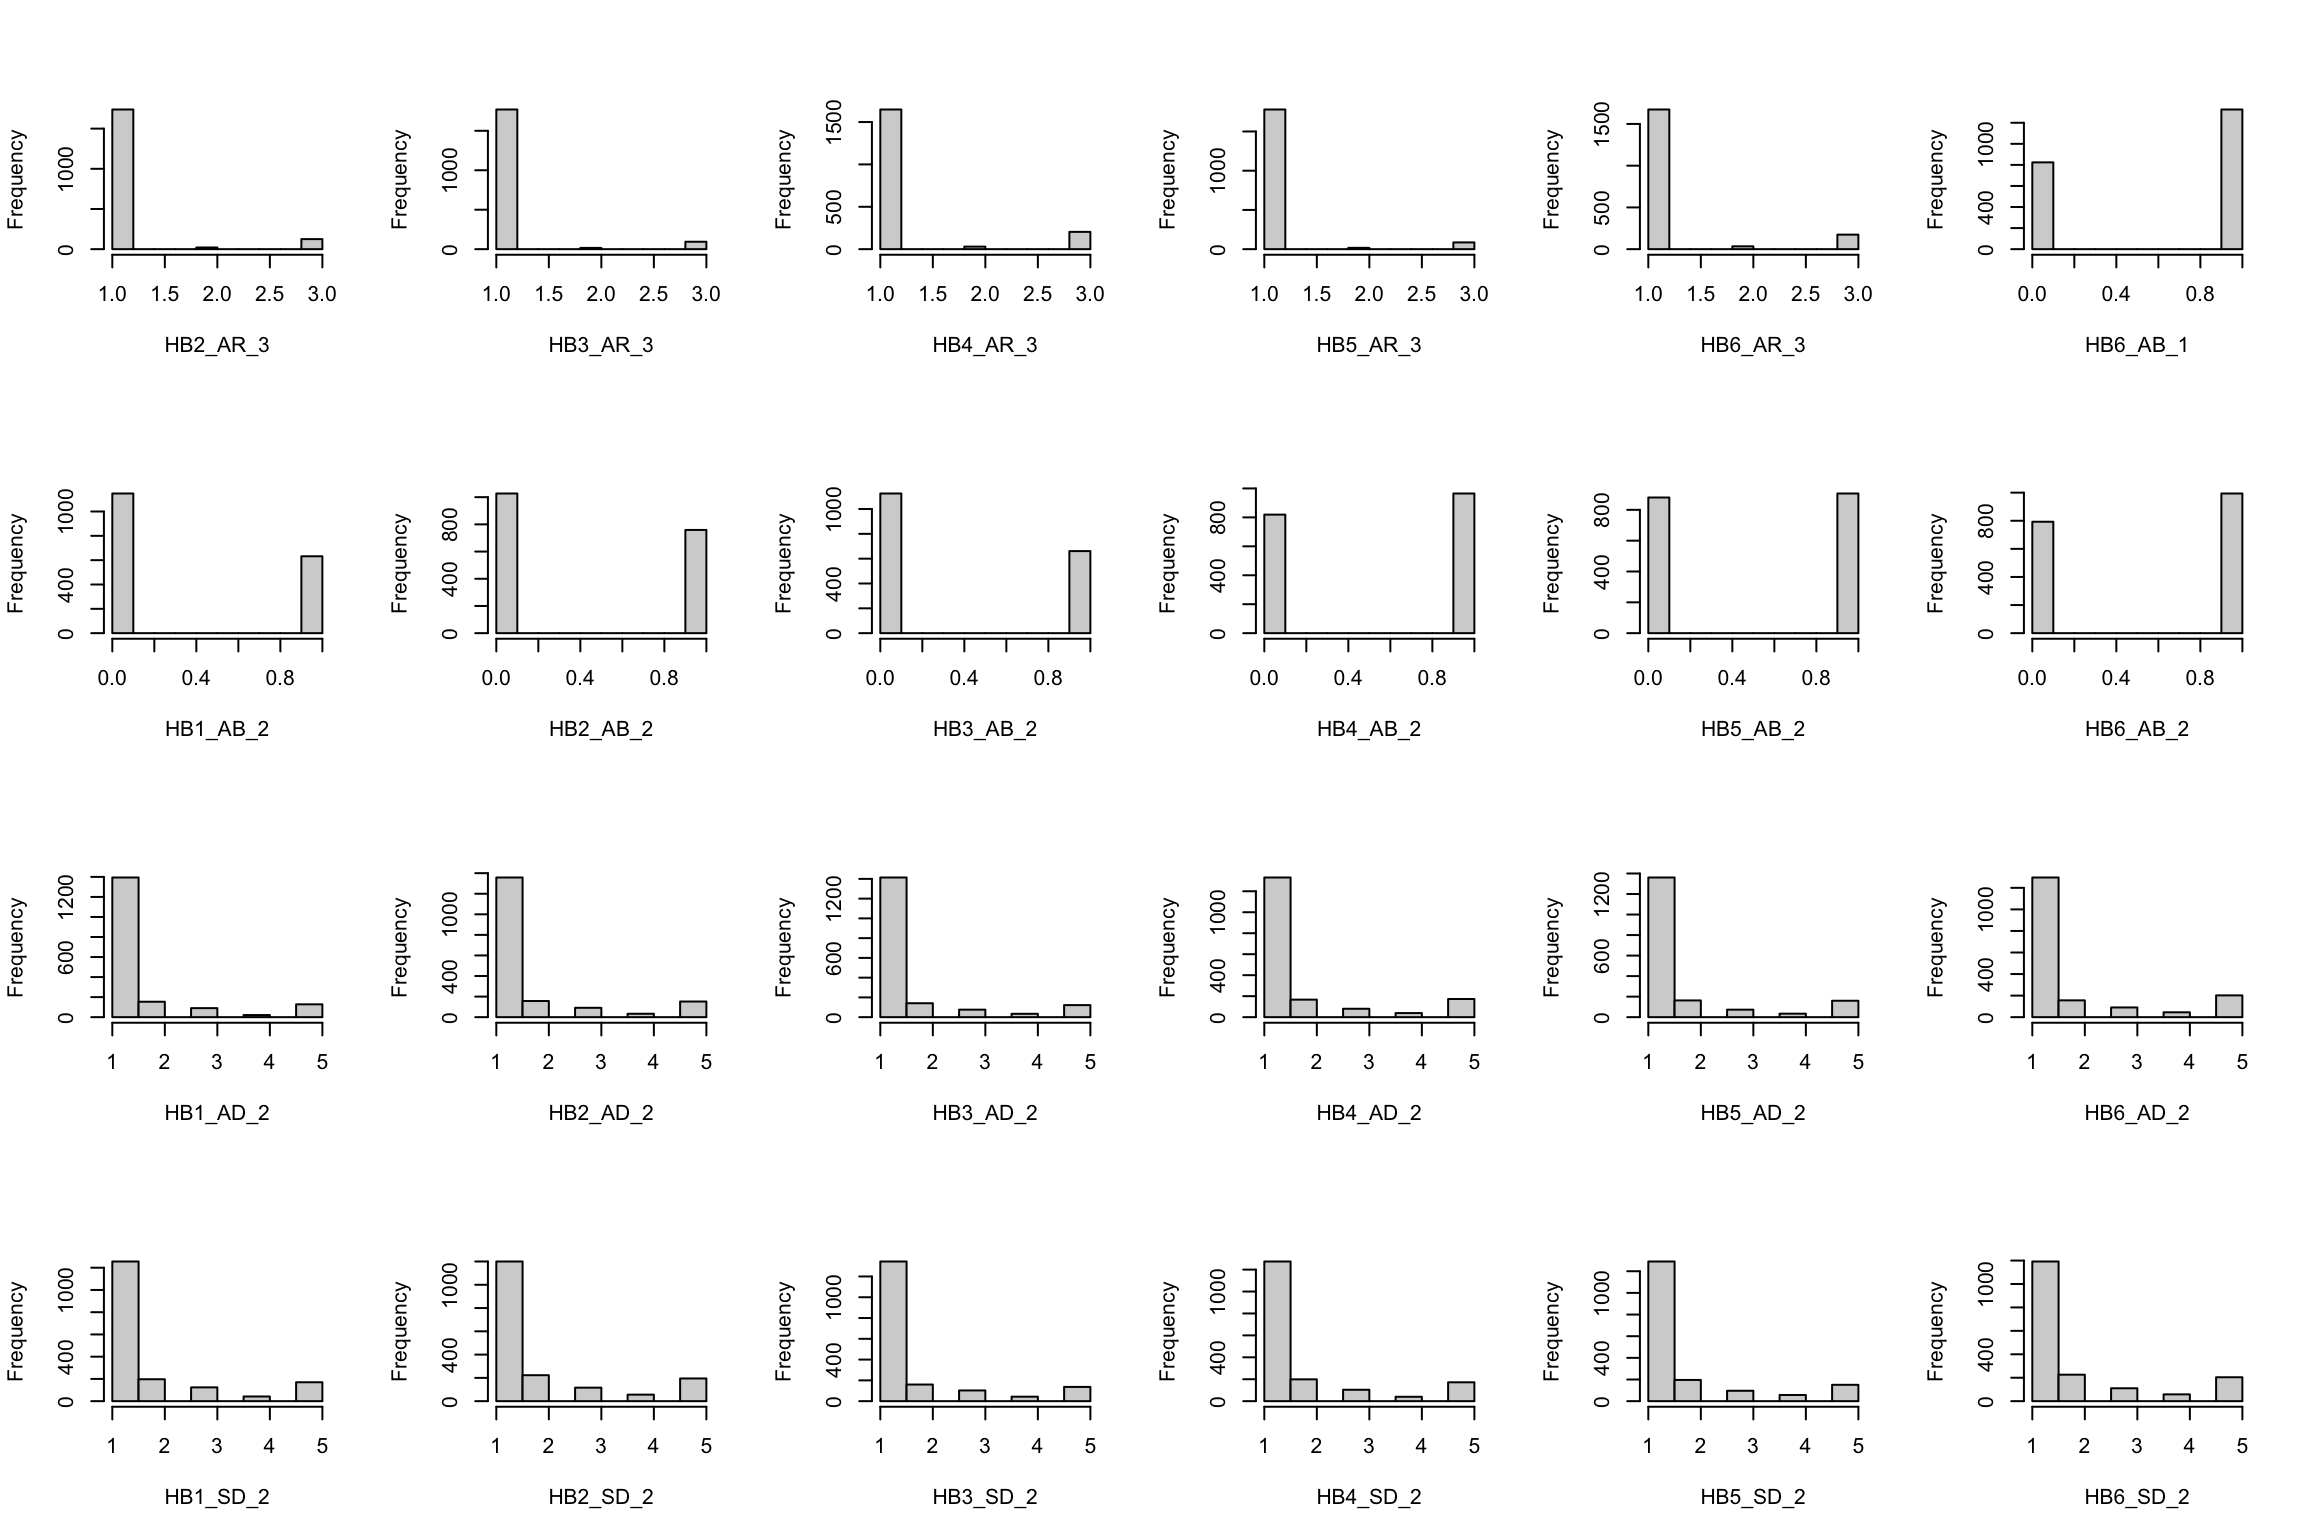 Frequency
0 1000
1.0 1.5 2.0 2.5 3.0
HB2_AR_3
Frequency
0 1000
1.0 1.5 2.0 2.5 3.0
HB3_AR_3
Frequency
0 500 1500
1.0 1.5 2.0 2.5 3.0
HB4_AR_3
Frequency
0 1000
1.0 1.5 2.0 2.5 3.0
HB5_AR_3
Frequency
0 500 1500
1.0 1.5 2.0 2.5 3.0
HB6_AR_3
Frequency
0 400 1000
0.0 0.4 0.8
HB6_AB_1
Frequency
0 400 1000
0.0 0.4 0.8
HB1_AB_2
Frequency
0 400 800
0.0 0.4 0.8
HB2_AB_2
Frequency
0 400 1000
0.0 0.4 0.8
HB3_AB_2
Frequency
0 400 800
0.0 0.4 0.8
HB4_AB_2
Frequency
0 400 800
0.0 0.4 0.8
HB5_AB_2
Frequency
0 400 800
0.0 0.4 0.8
HB6_AB_2
Frequency
0 600 1200
1 2 3 4 5
HB1_AD_2
Frequency
0 400 1000
1 2 3 4 5
HB2_AD_2
Frequency
0 600 1200
1 2 3 4 5
HB3_AD_2
Frequency
0 400 1000
1 2 3 4 5
HB4_AD_2
Frequency
0 600 1200
1 2 3 4 5
HB5_AD_2
Frequency
0 400 1000
1 2 3 4 5
HB6_AD_2
Frequency
0 400 1000
1 2 3 4 5
HB1_SD_2
Frequency
0 400 1000
1 2 3 4 5
HB2_SD_2
Frequency
0 400 1000
1 2 3 4 5
HB3_SD_2
Frequency
0 400 1000
1 2 3 4 5
HB4_SD_2
Frequency
0 400 1000
1 2 3 4 5
HB5_SD_2
Frequency
0 400 1000
1 2 3 4 5
HB6_SD_2